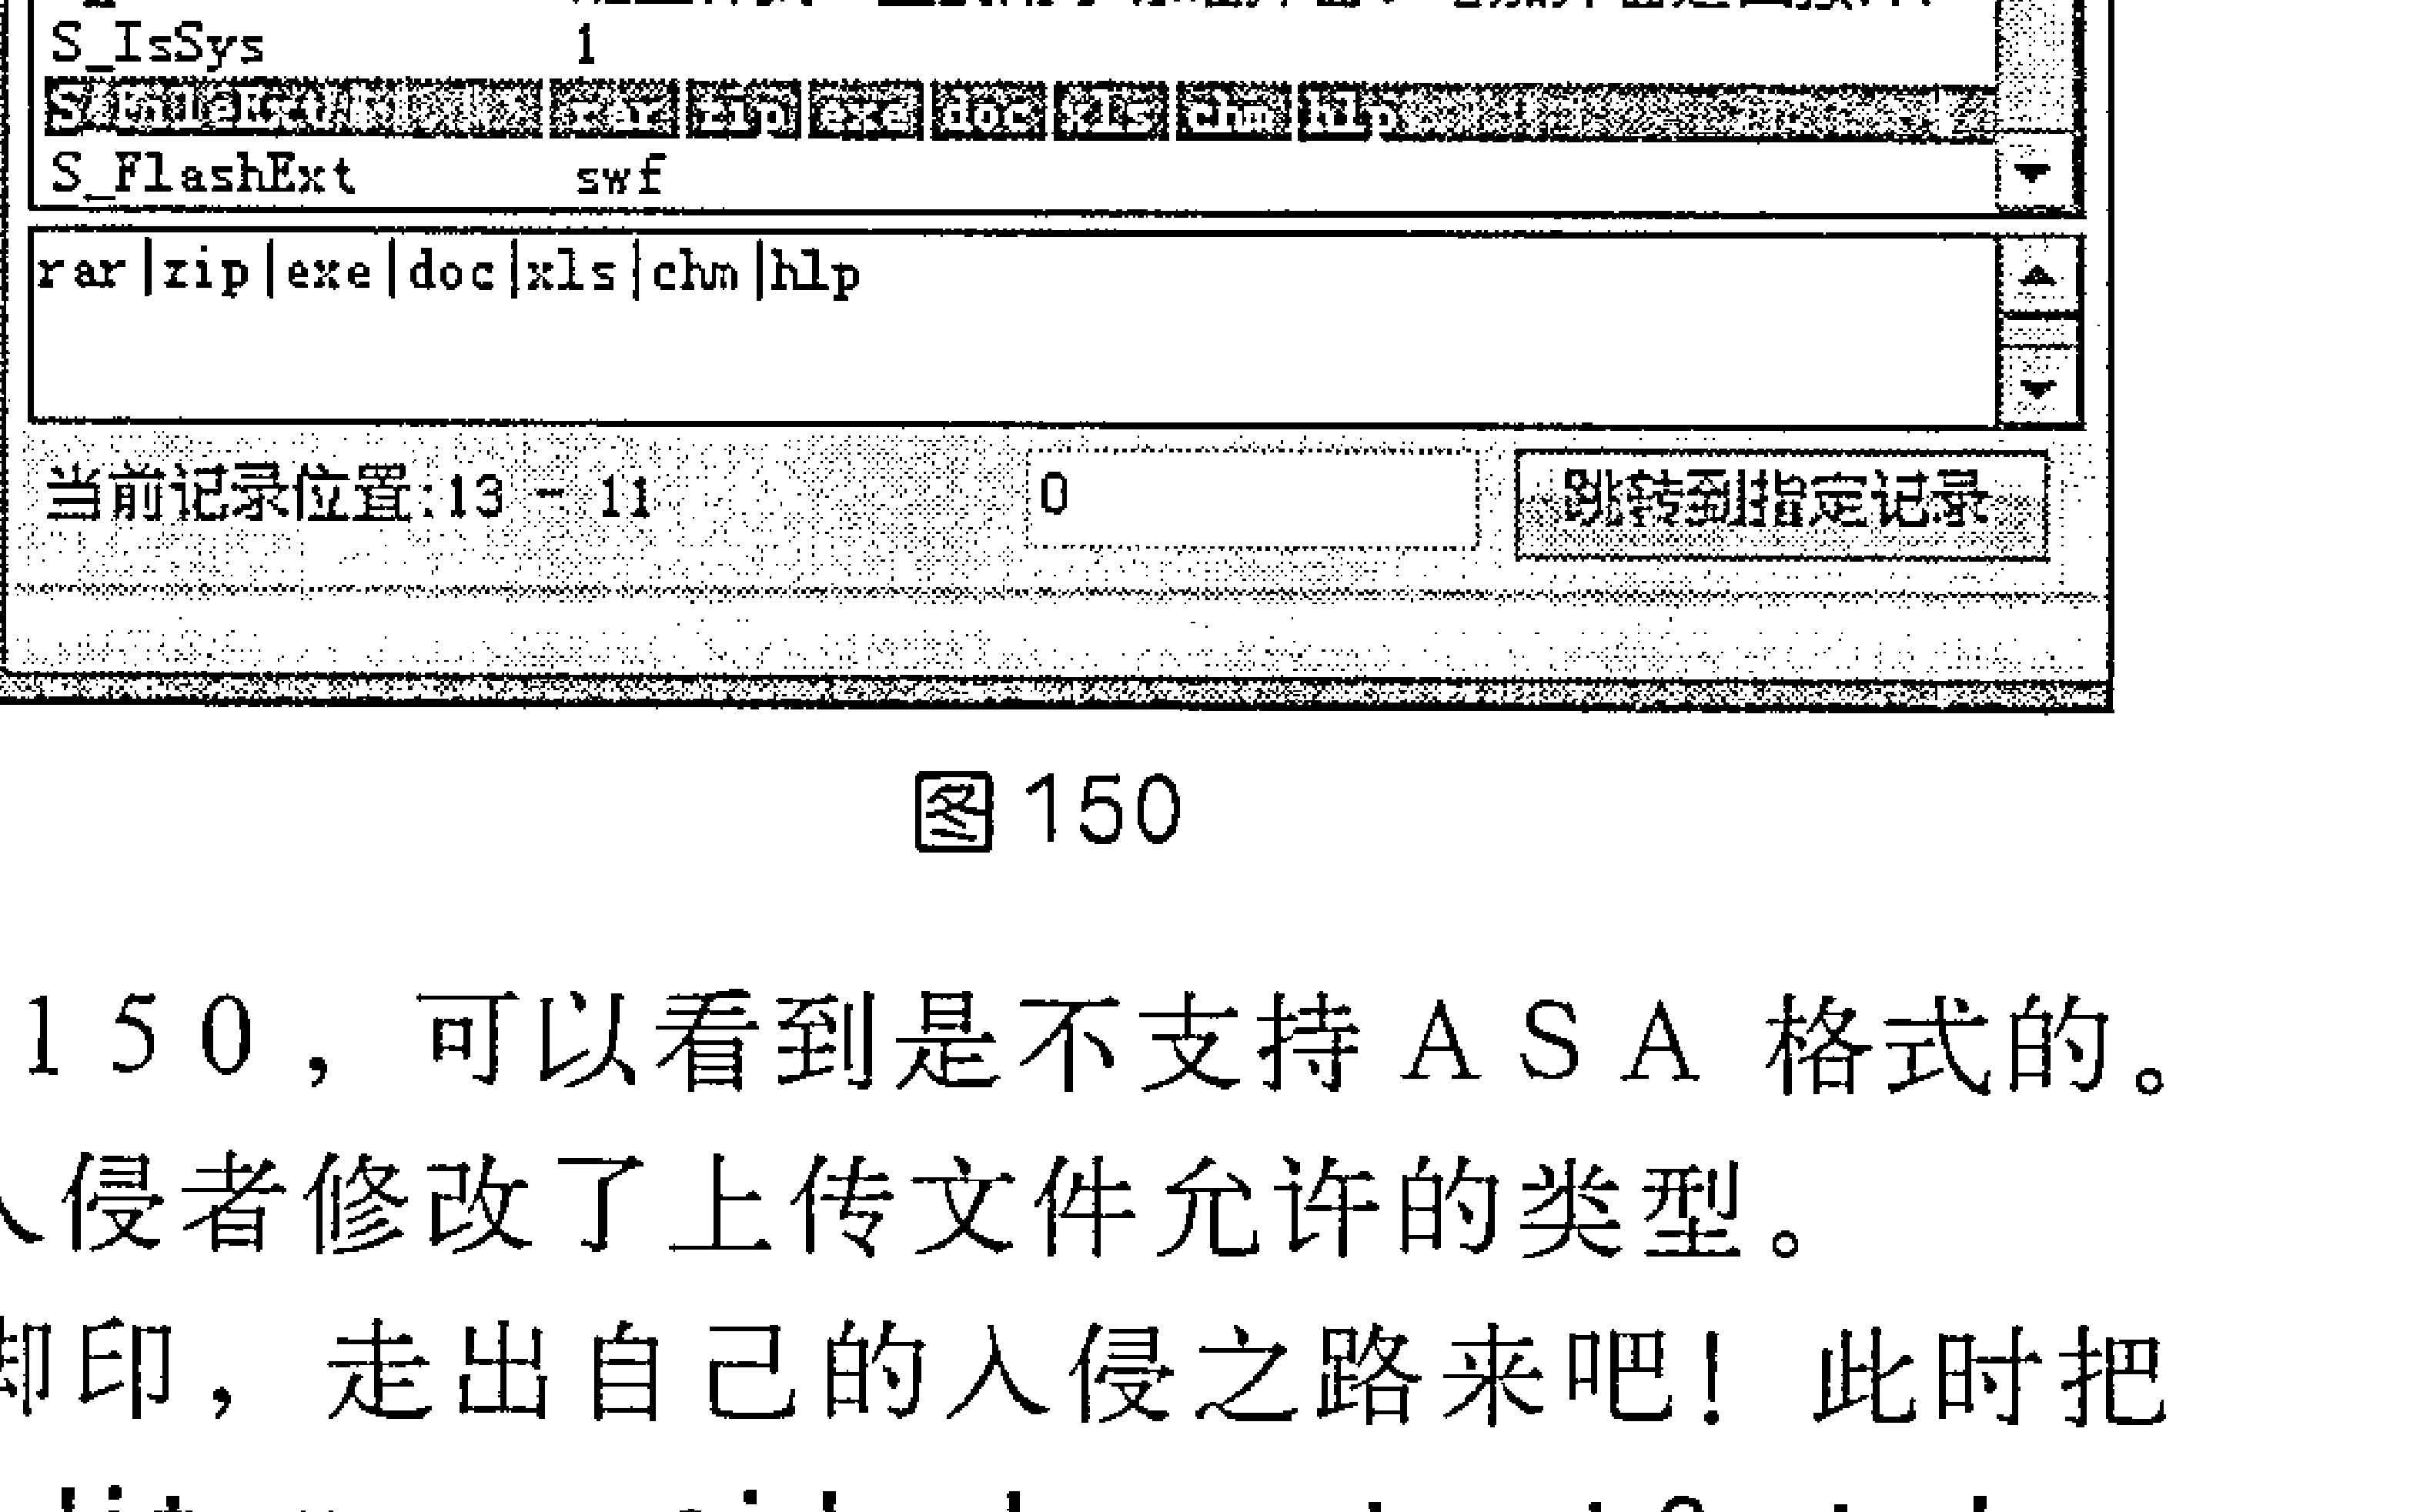 S_IsSys 1
S_FileExt rar|zip|exe|doc|xls|chm|hlp
S_FlashExt swf
rar|zip|exe|doc|xls|chm|hlp
当前记录位置:13 - 11 0 跳转到指定记录
图150
150，可以看到是不支持ASA 格式的。
入侵者修改了上传文件允许的类型。
脚印，走出自己的入侵之路来吧！此时把